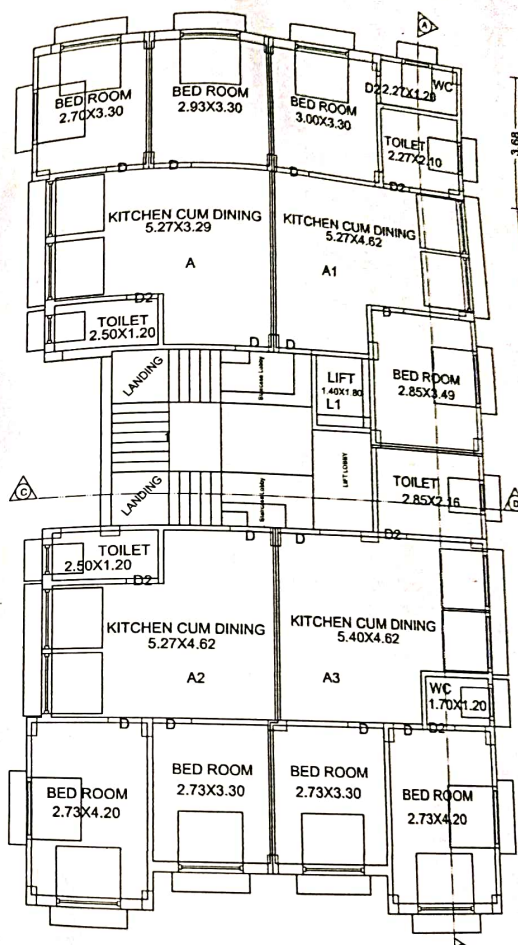 A
BED ROOM
2.70X3.30
BED ROOM
2.93X3.30
BED ROOM
3.00X3.30
D2
2.27X1.20
WC
TOILET
2.27X2.10
3.68
D
D
D
D2
KITCHEN CUM DINING
5.27X3.29
A
KITCHEN CUM DINING
5.27X4.62
A1
D2
TOILET
2.50X1.20
D
D
D
BED ROOM
2.85X3.49
LANDING
Staircase Lobby
LIFT
1.40X1.80
L1
LIFT LOBBY
LANDING
Staircase Lobby
TOILET
2.85X2.16
C
D
TOILET
2.50X1.20
D2
D
D
D2
KITCHEN CUM DINING
5.27X4.62
A2
KITCHEN CUM DINING
5.40X4.62
A3
WC
1.70X1.20
D
D
D
D
D2
BED ROOM
2.73X4.20
BED ROOM
2.73X3.30
BED ROOM
2.73X3.30
BED ROOM
2.73X4.20